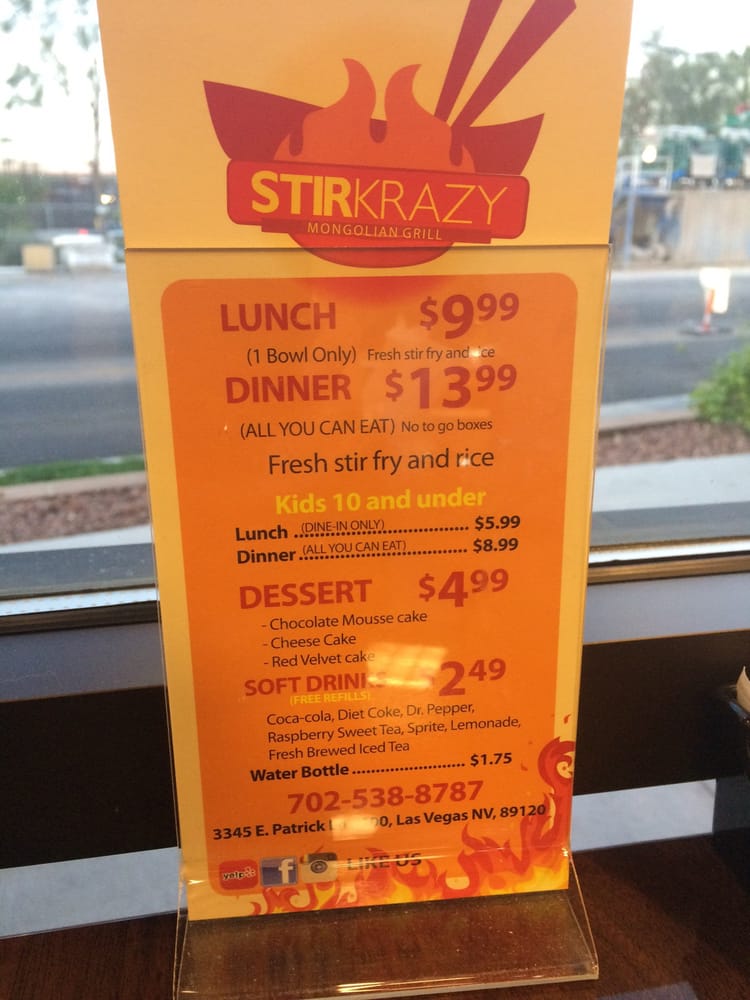 STIRKRAZY
MONGOLIAN GRILL
LUNCH $9.99
(1 Bowl Only) Fresh stir fry and rice
DINNER $13.99
(ALL YOU CAN EAT) No to go boxes
Fresh stir fry and rice
Kids 10 and under
Lunch (DINE-IN ONLY) ........................ $5.99
Dinner (ALL YOU CAN EAT) ............... $8.99
DESSERT $4.99
- Chocolate Mousse cake
- Cheese Cake
- Red Velvet cake
SOFT DRINKS $2.49
(FREE REFILLS)
Coca-cola, Diet Coke, Dr. Pepper,
Raspberry Sweet Tea, Sprite, Lemonade,
Fresh Brewed Iced Tea
Water Bottle ........................ $1.75
702-538-8787
3345 E. Patrick Las Vegas NV, 89120
yelp f LIKE US